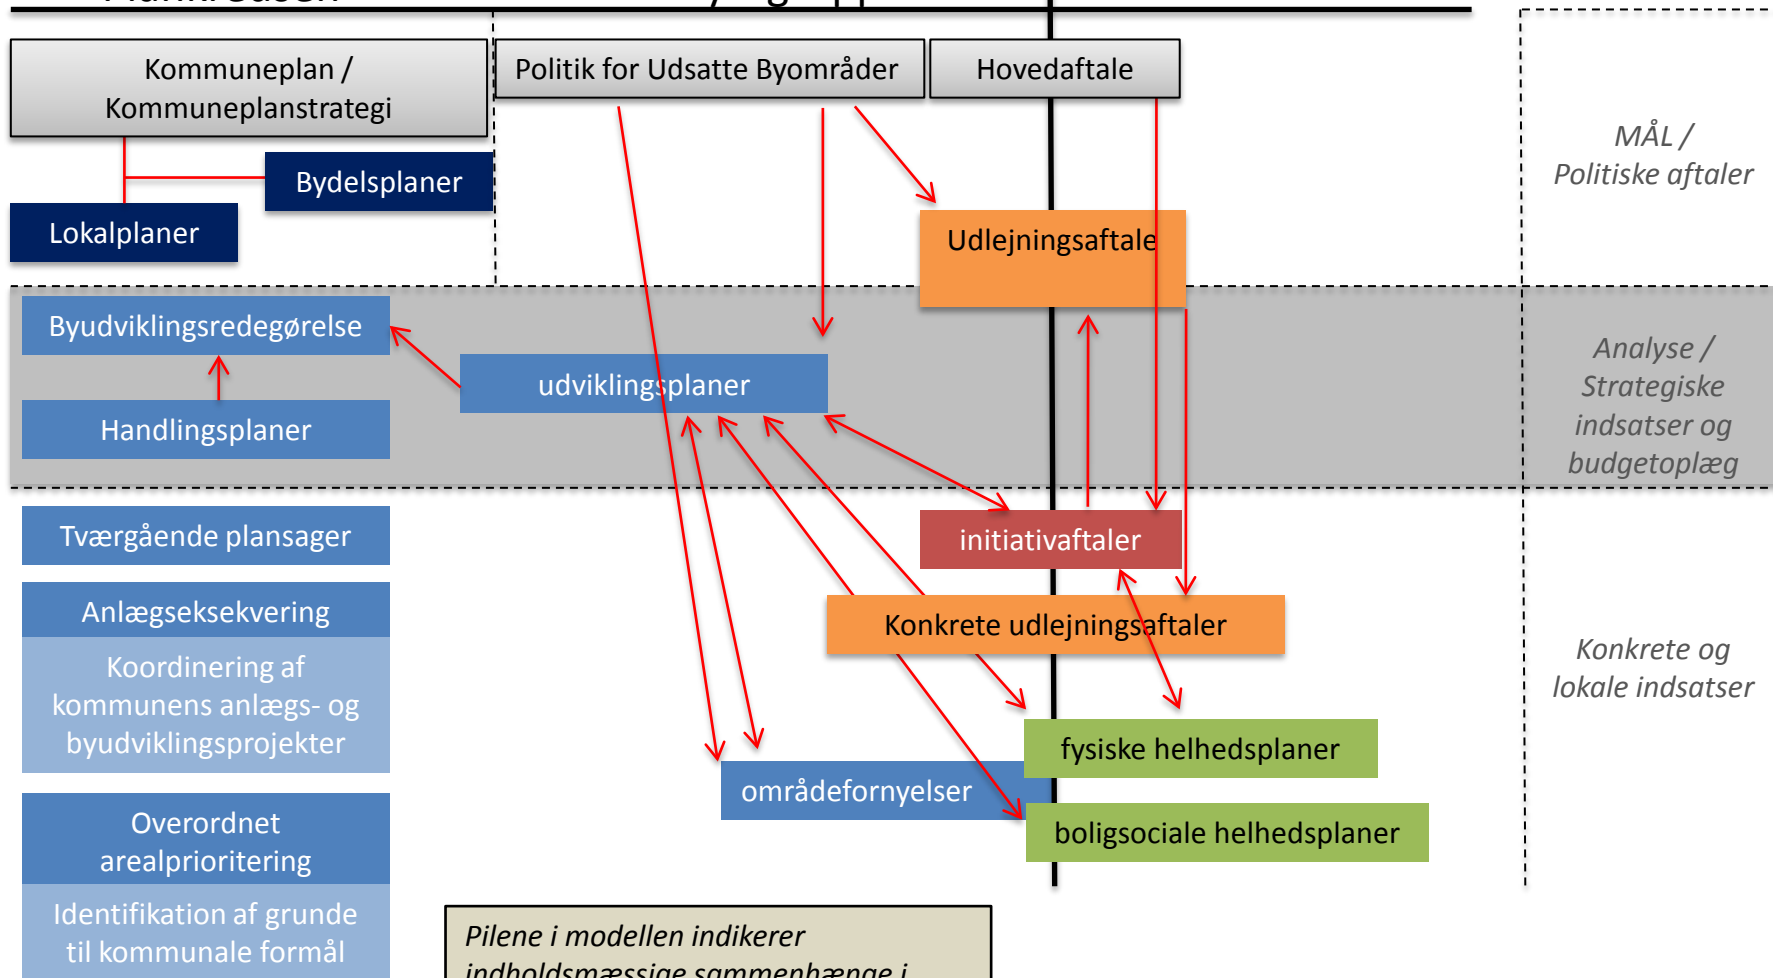 Kommuneplan /
Kommuneplanstrategi
Politik for Udsatte Byområder
Hovedaftale
MÅL /
Politiske aftaler
Bydelsplaner
Lokalplaner
Udlejningsaftale
Byudviklingsredegørelse
udviklingsplaner
Handlingsplaner
Analyse /
Strategiske
indsatser og
budgetoplæg
Tværgående plansager
initiativaftaler
Anlægseksekvering
Koordinering af
kommunens anlægs- og
byudviklingsprojekter
Konkrete udlejningsaftaler
Konkrete og
lokale indsatser
fysiske helhedsplaner
områdefornyelser
boligsociale helhedsplaner
Overordnet
arealprioritering
Identifikation af grunde
til kommunale formål
Pilene i modellen indikerer
indholdsmæssige sammenhænge i